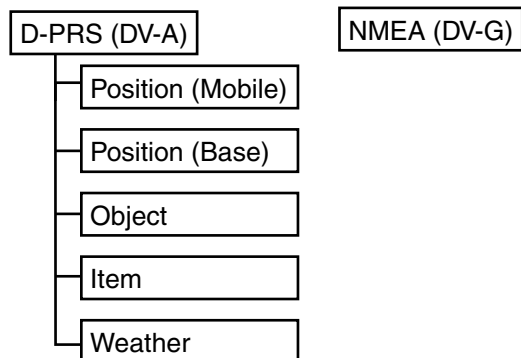 D-PRS (DV-A)
NMEA (DV-G)
Position (Mobile)
Position (Base)
Object
Item
Weather